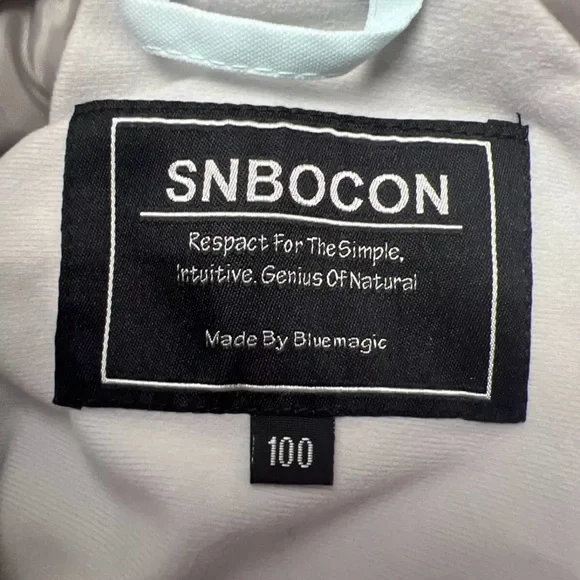 SNBOCON
Respact For The Simple,
Intuitive. Genius Of Natural
Made By Bluemagic
100